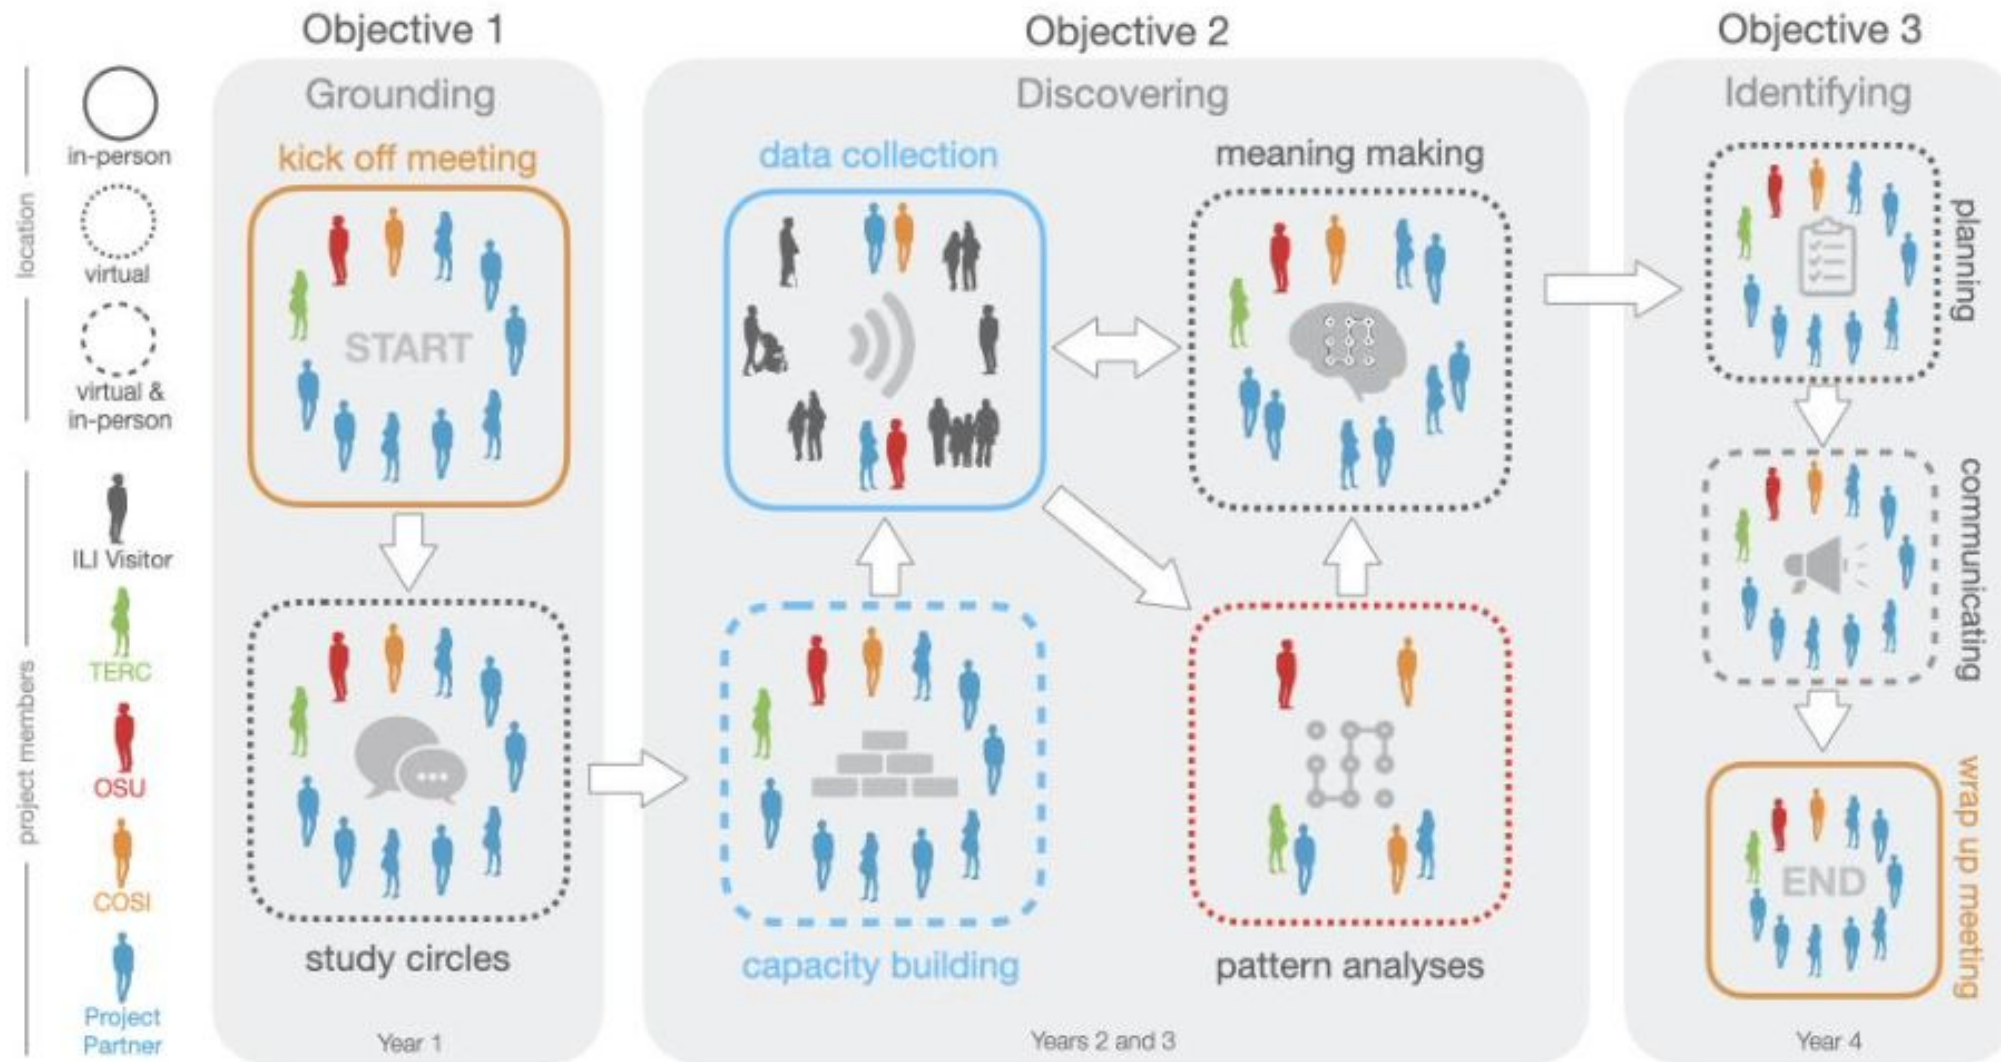 location
in-person
virtual
virtual &
in-person
project members
ILI Visitor
TERC
OSU
COSI
Project
Partner
Objective 1
Grounding
kick off meeting
START
study circles
Year 1
Objective 2
Discovering
data collection
meaning making
capacity building
pattern analyses
Years 2 and 3
Objective 3
Identifying
planning
communicating
wrap up meeting
END
Year 4